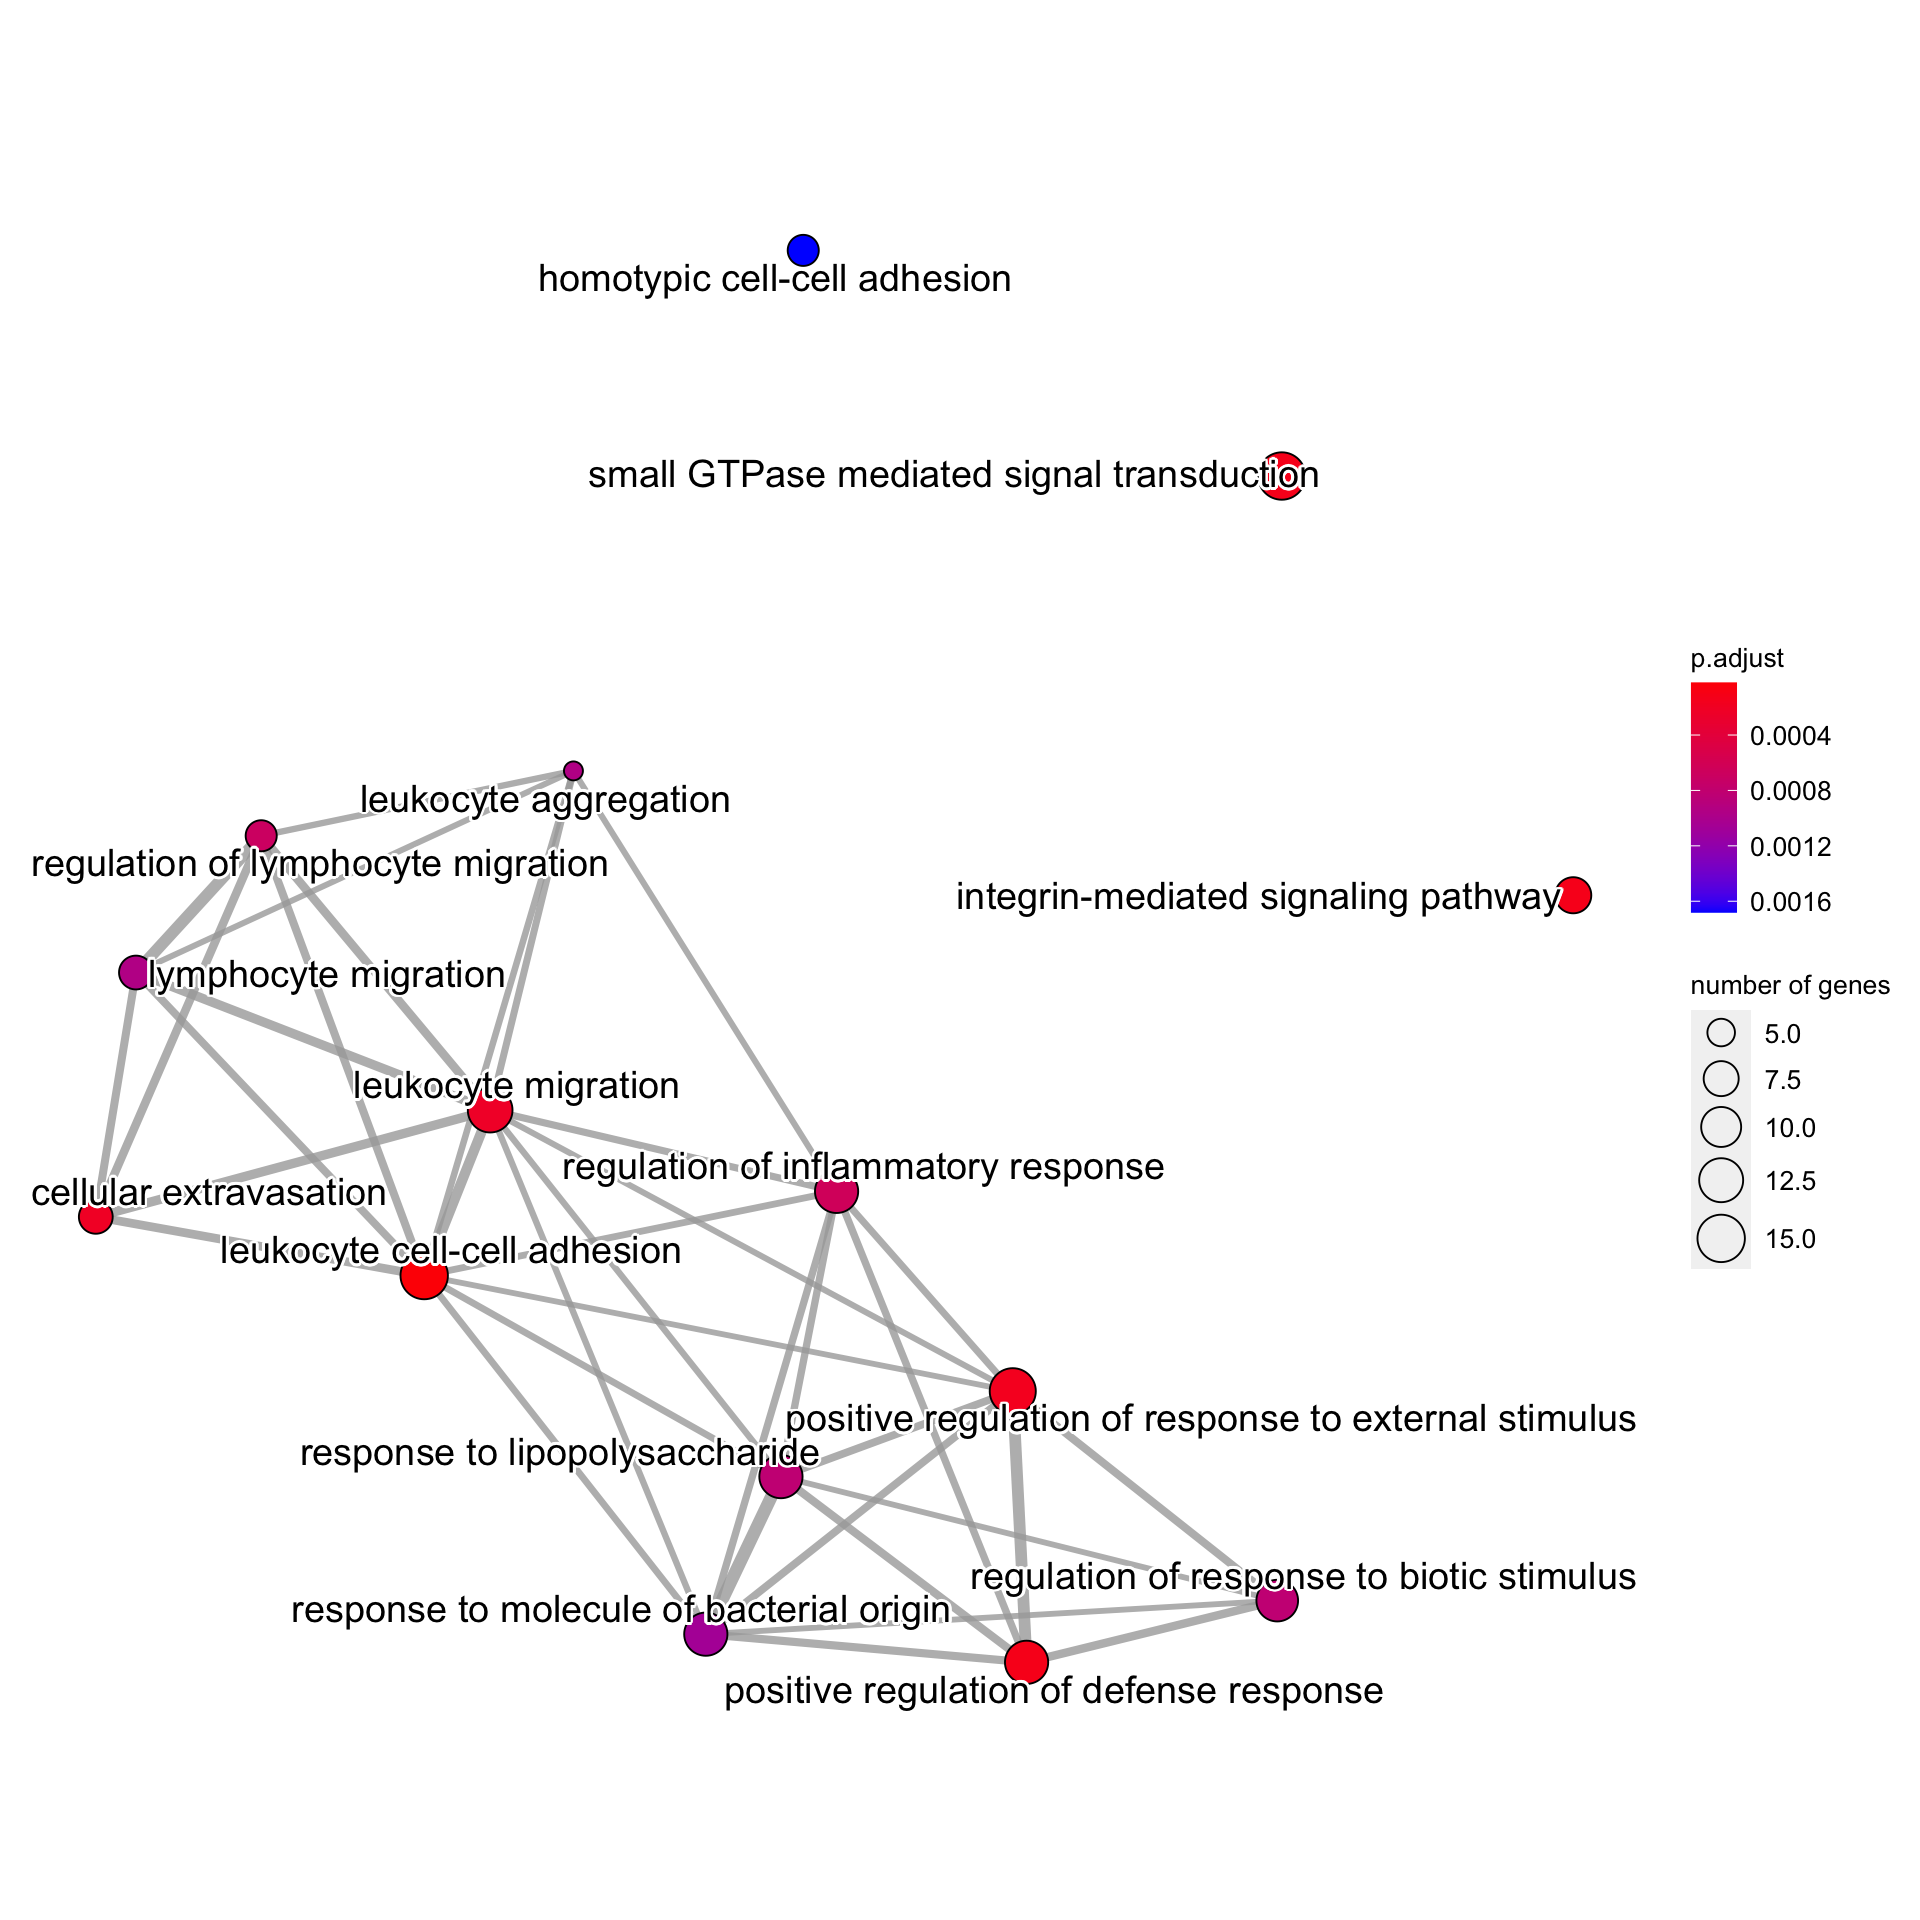 homotypic cell-cell adhesion
small GTPase mediated signal transduction
p.adjust
0.0004
0.0008
0.0012
0.0016
leukocyte aggregation
regulation of lymphocyte migration
integrin-mediated signaling pathway
lymphocyte migration
number of genes
5.0
7.5
10.0
12.5
15.0
leukocyte migration
regulation of inflammatory response
cellular extravasation
leukocyte cell-cell adhesion
positive regulation of response to external stimulus
response to lipopolysaccharide
regulation of response to biotic stimulus
response to molecule of bacterial origin
positive regulation of defense response